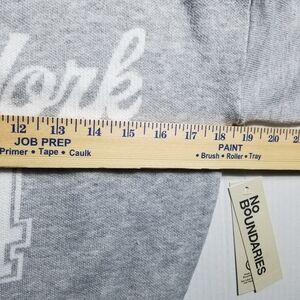 York
12 13 14 15 16 17 18 19 20 2
JOB PREP
Primer • Tape • Caulk
PAINT
• Brush • Roller • Tray
NO
BOUNDARIES